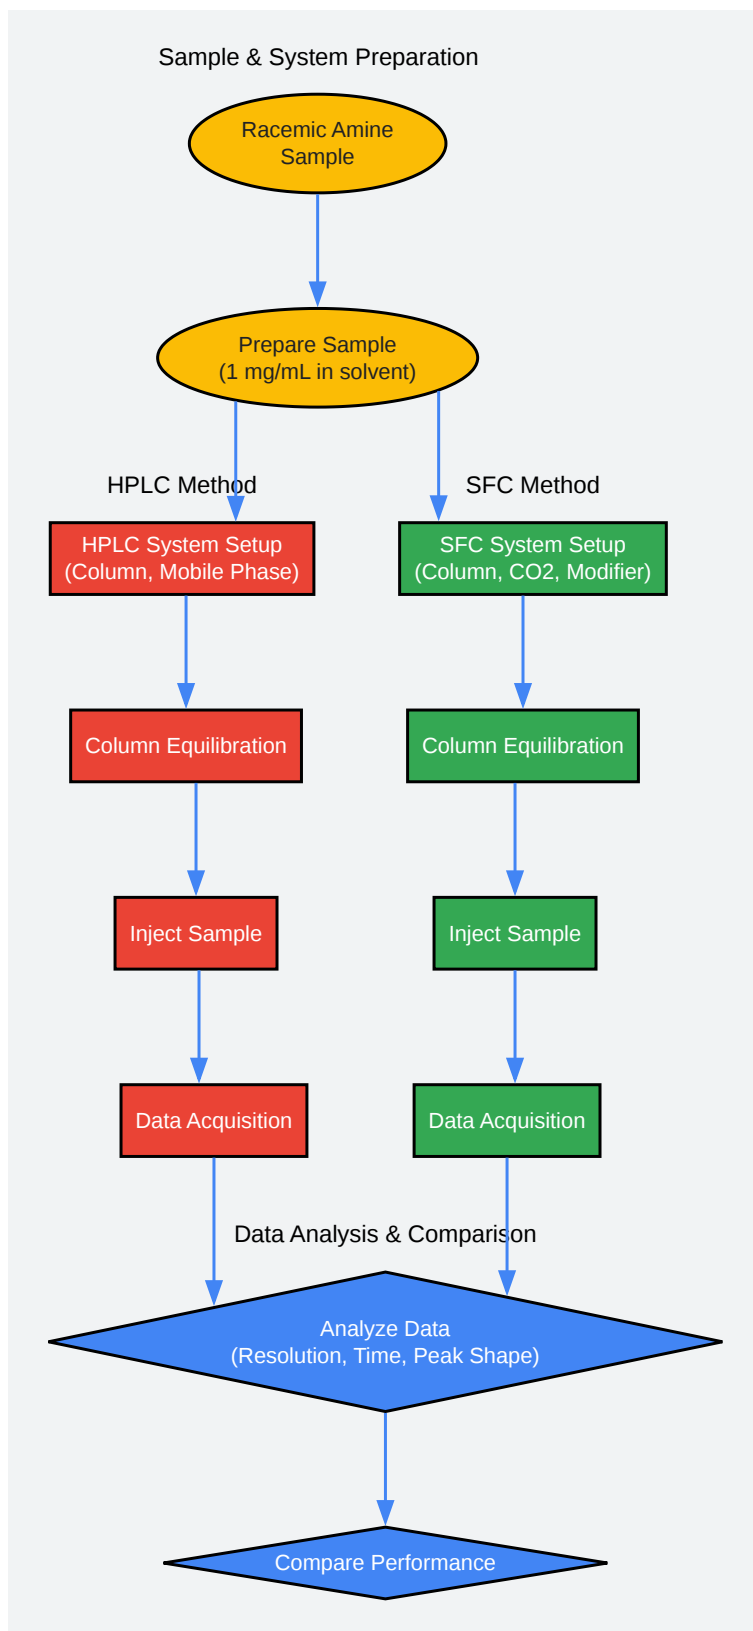 Sample & System Preparation
Racemic Amine
Sample
Prepare Sample
(1 mg/mL in solvent)
HPLC Method
SFC Method
HPLC System Setup
(Column, Mobile Phase)
SFC System Setup
(Column, CO2, Modifier)
Column Equilibration
Column Equilibration
Inject Sample
Inject Sample
Data Acquisition
Data Acquisition
Data Analysis & Comparison
Analyze Data
(Resolution, Time, Peak Shape)
Compare Performance